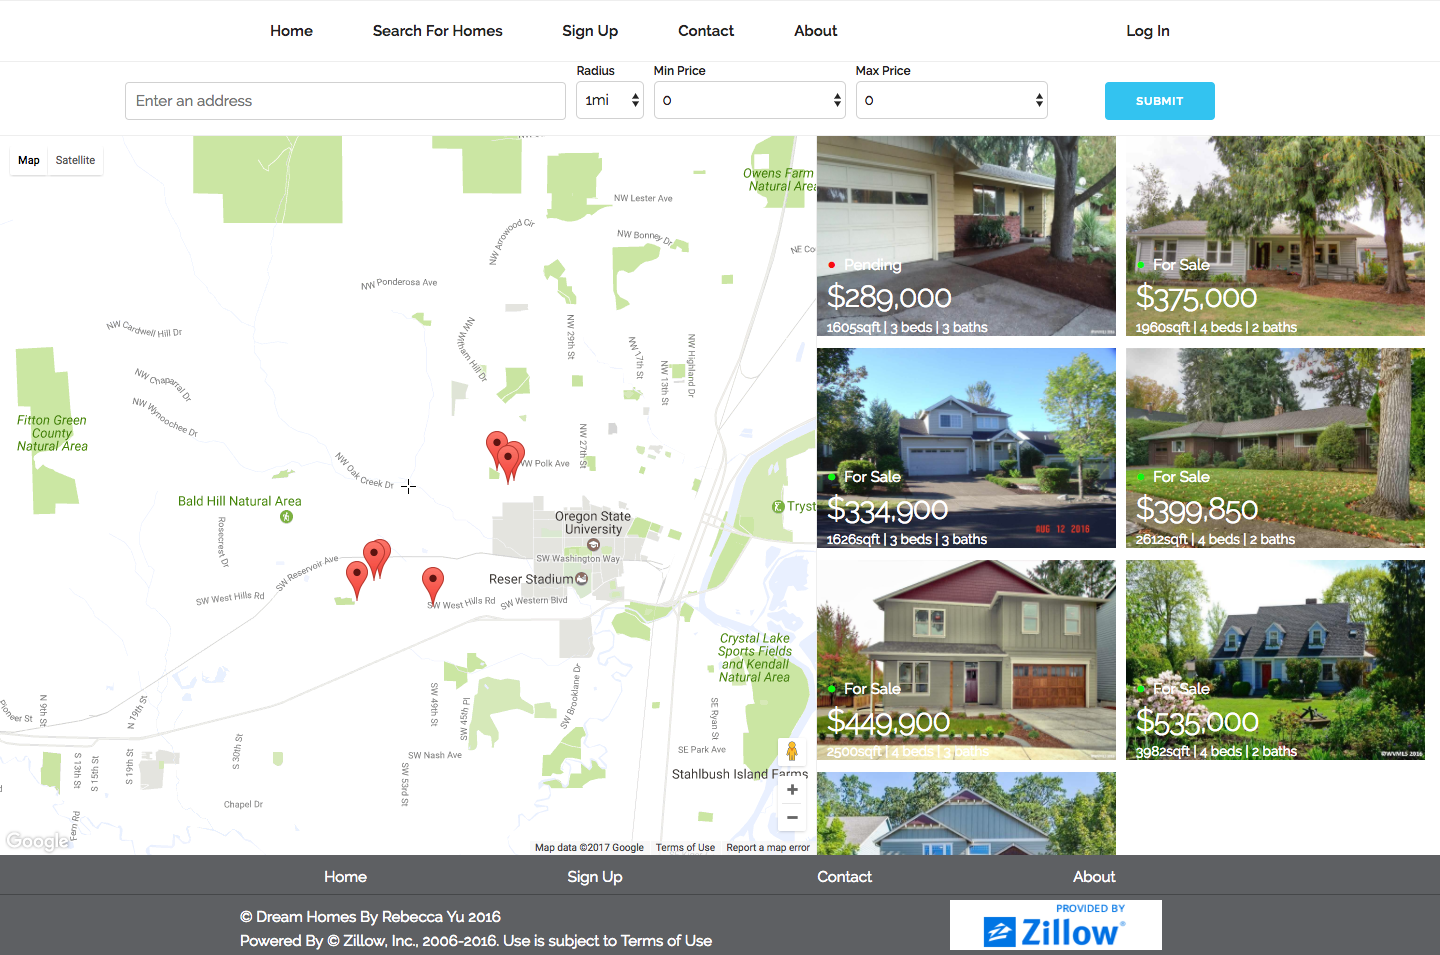 Home Search For Homes Sign Up Contact About Log In
Radius Min Price Max Price
Enter an address 1mi 0 0 SUBMIT
Map Satellite
Owens Farm
Natural Area
NW Lester Ave
NW Arrowood Cir
NW Bonney Dr
NE Co
NW Ponderosa Ave
NW Cardwell Hill Dr
NW Witham Hill Dr
NW 29th St
NW 17th St
NW 13th St
NW Highland Dr
NW Chaparral Dr
NW Wynoochee Dr
Fitton Green
County
Natural Area
NW 27th St
NW Polk Ave
NW Oak Creek Dr
Bald Hill Natural Area
Tryst
Oregon State
University
Rosecrest Dr
SW Washington Way
SW Reservoir Ave
Reser Stadium
SW West Hills Rd
SW West Hills Rd
SW Western Blvd
Crystal Lake
Sports Fields
and Kendall
Natural Area
SW Brooklane Dr
SW 49th St
SW 45th Pl
SE Ryan St
N 9th St
N 19th St
Pioneer St
SW Nash Ave
SE Park Ave
S 30th St
S 13th St
S 15th St
S 19th St
SW 53rd St
Stahlbush Island Farms
Chapel Dr
Fern Rd
Google
Map data ©2017 Google Terms of Use Report a map error
Pending
$289,000
1605sqft | 3 beds | 3 baths
For Sale
$375,000
1960sqft | 4 beds | 2 baths
For Sale
$334,900
1626sqft | 3 beds | 3 baths
AUG 12 2016
For Sale
$399,850
2612sqft | 4 beds | 2 baths
For Sale
$449,900
2500sqft | 4 beds | 3 baths
For Sale
$535,000
3982sqft | 4 beds | 2 baths
©WVMLS 2016
Home Sign Up Contact About
© Dream Homes By Rebecca Yu 2016
Powered By © Zillow, Inc., 2006-2016. Use is subject to Terms of Use
PROVIDED BY
Zillow